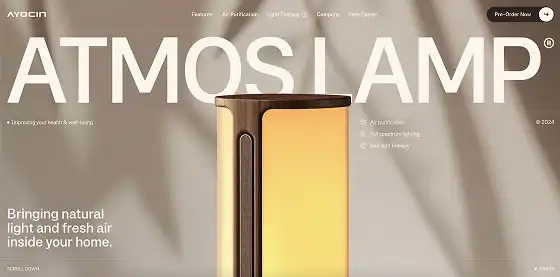 AYOCIN
Features Air Purification Light Therapy Company Help Center
Pre-Order Now
ATMOS LAMP®
Improving your health & well-being
Air purification
Full spectrum lighting
Red light therapy
© 2024
Bringing natural
light and fresh air
inside your home.
SCROLL DOWN